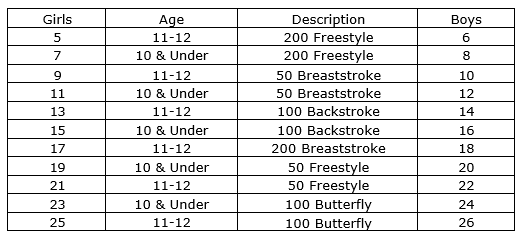 Girls Age Description Boys
5 11-12 200 Freestyle 6
7 10 & Under 200 Freestyle 8
9 11-12 50 Breaststroke 10
11 10 & Under 50 Breaststroke 12
13 11-12 100 Backstroke 14
15 10 & Under 100 Backstroke 16
17 11-12 200 Breaststroke 18
19 10 & Under 50 Freestyle 20
21 11-12 50 Freestyle 22
23 10 & Under 100 Butterfly 24
25 11-12 100 Butterfly 26